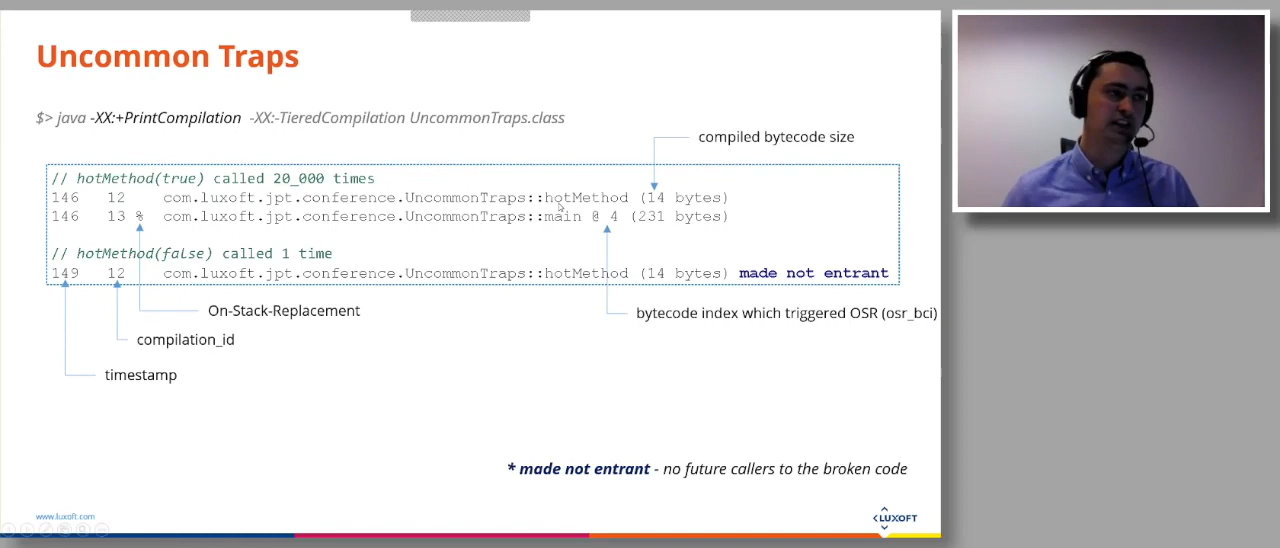 Uncommon Traps
$> java -XX:+PrintCompilation -XX:-TieredCompilation UncommonTraps.class
compiled bytecode size
// hotMethod(true) called 20_000 times
146 12 com.luxoft.jpt.conference.UncommonTraps::hotMethod (14 bytes)
146 13 % com.luxoft.jpt.conference.UncommonTraps::main @ 4 (231 bytes)
// hotMethod(false) called 1 time
149 12 com.luxoft.jpt.conference.UncommonTraps::hotMethod (14 bytes) made not entrant
On-Stack-Replacement
bytecode index which triggered OSR (osr_bci)
compilation_id
timestamp
* made not entrant - no future callers to the broken code
www.luxoft.com
LUXOFT